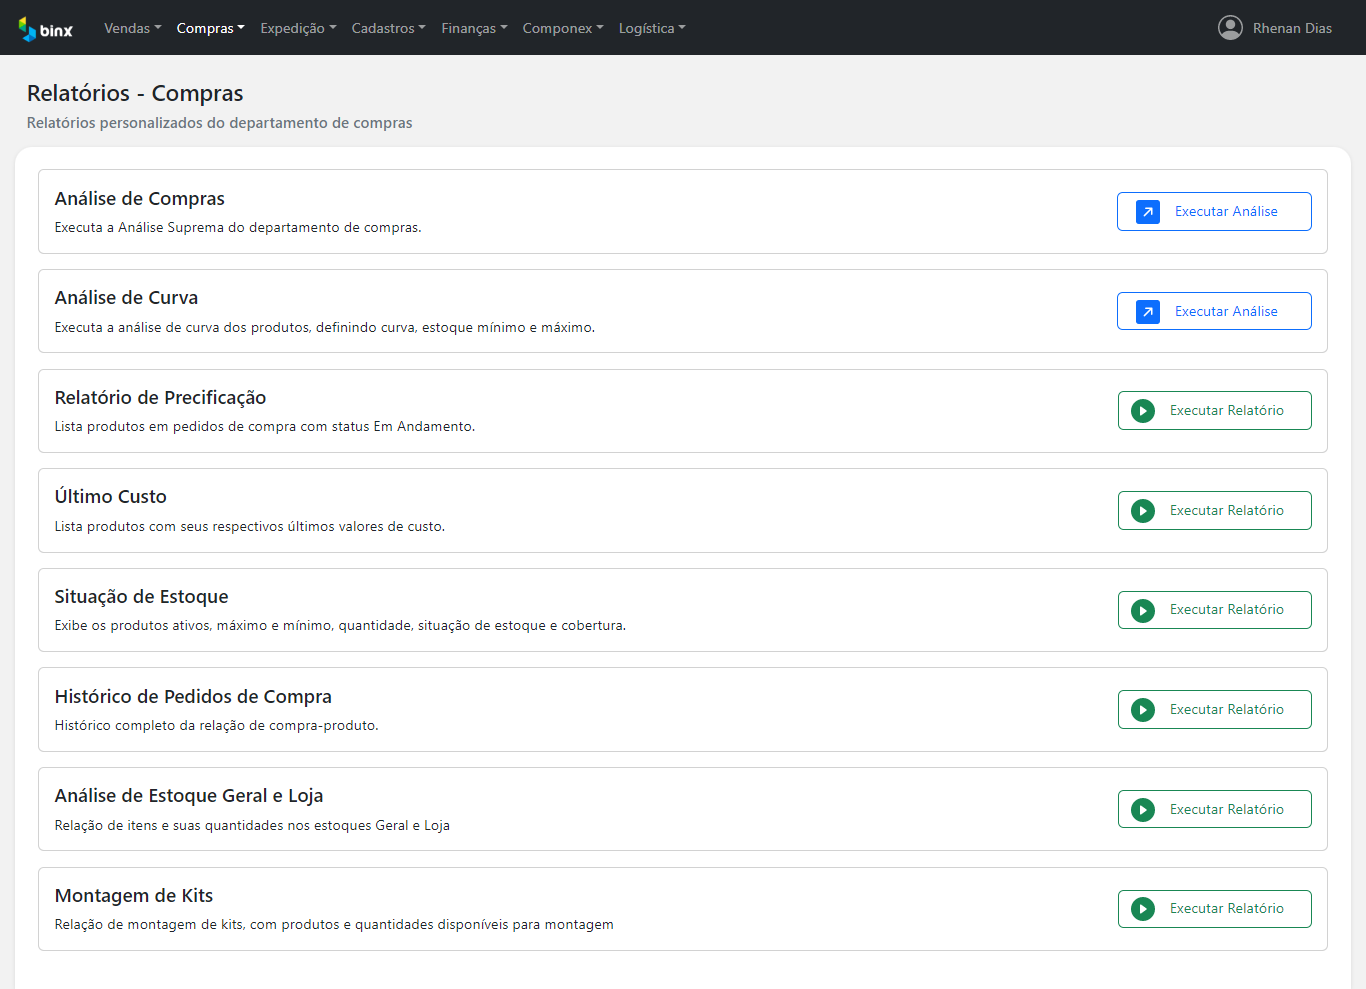 binx
Vendas Compras Expedição Cadastros Finanças Componex Logística
Rhenan Dias
Relatórios - Compras
Relatórios personalizados do departamento de compras
Análise de Compras
Executa a Análise Suprema do departamento de compras.
Executar Análise
Análise de Curva
Executa a análise de curva dos produtos, definindo curva, estoque mínimo e máximo.
Executar Análise
Relatório de Precificação
Lista produtos em pedidos de compra com status Em Andamento.
Executar Relatório
Último Custo
Lista produtos com seus respectivos últimos valores de custo.
Executar Relatório
Situação de Estoque
Exibe os produtos ativos, máximo e mínimo, quantidade, situação de estoque e cobertura.
Executar Relatório
Histórico de Pedidos de Compra
Histórico completo da relação de compra-produto.
Executar Relatório
Análise de Estoque Geral e Loja
Relação de itens e suas quantidades nos estoques Geral e Loja
Executar Relatório
Montagem de Kits
Relação de montagem de kits, com produtos e quantidades disponíveis para montagem
Executar Relatório